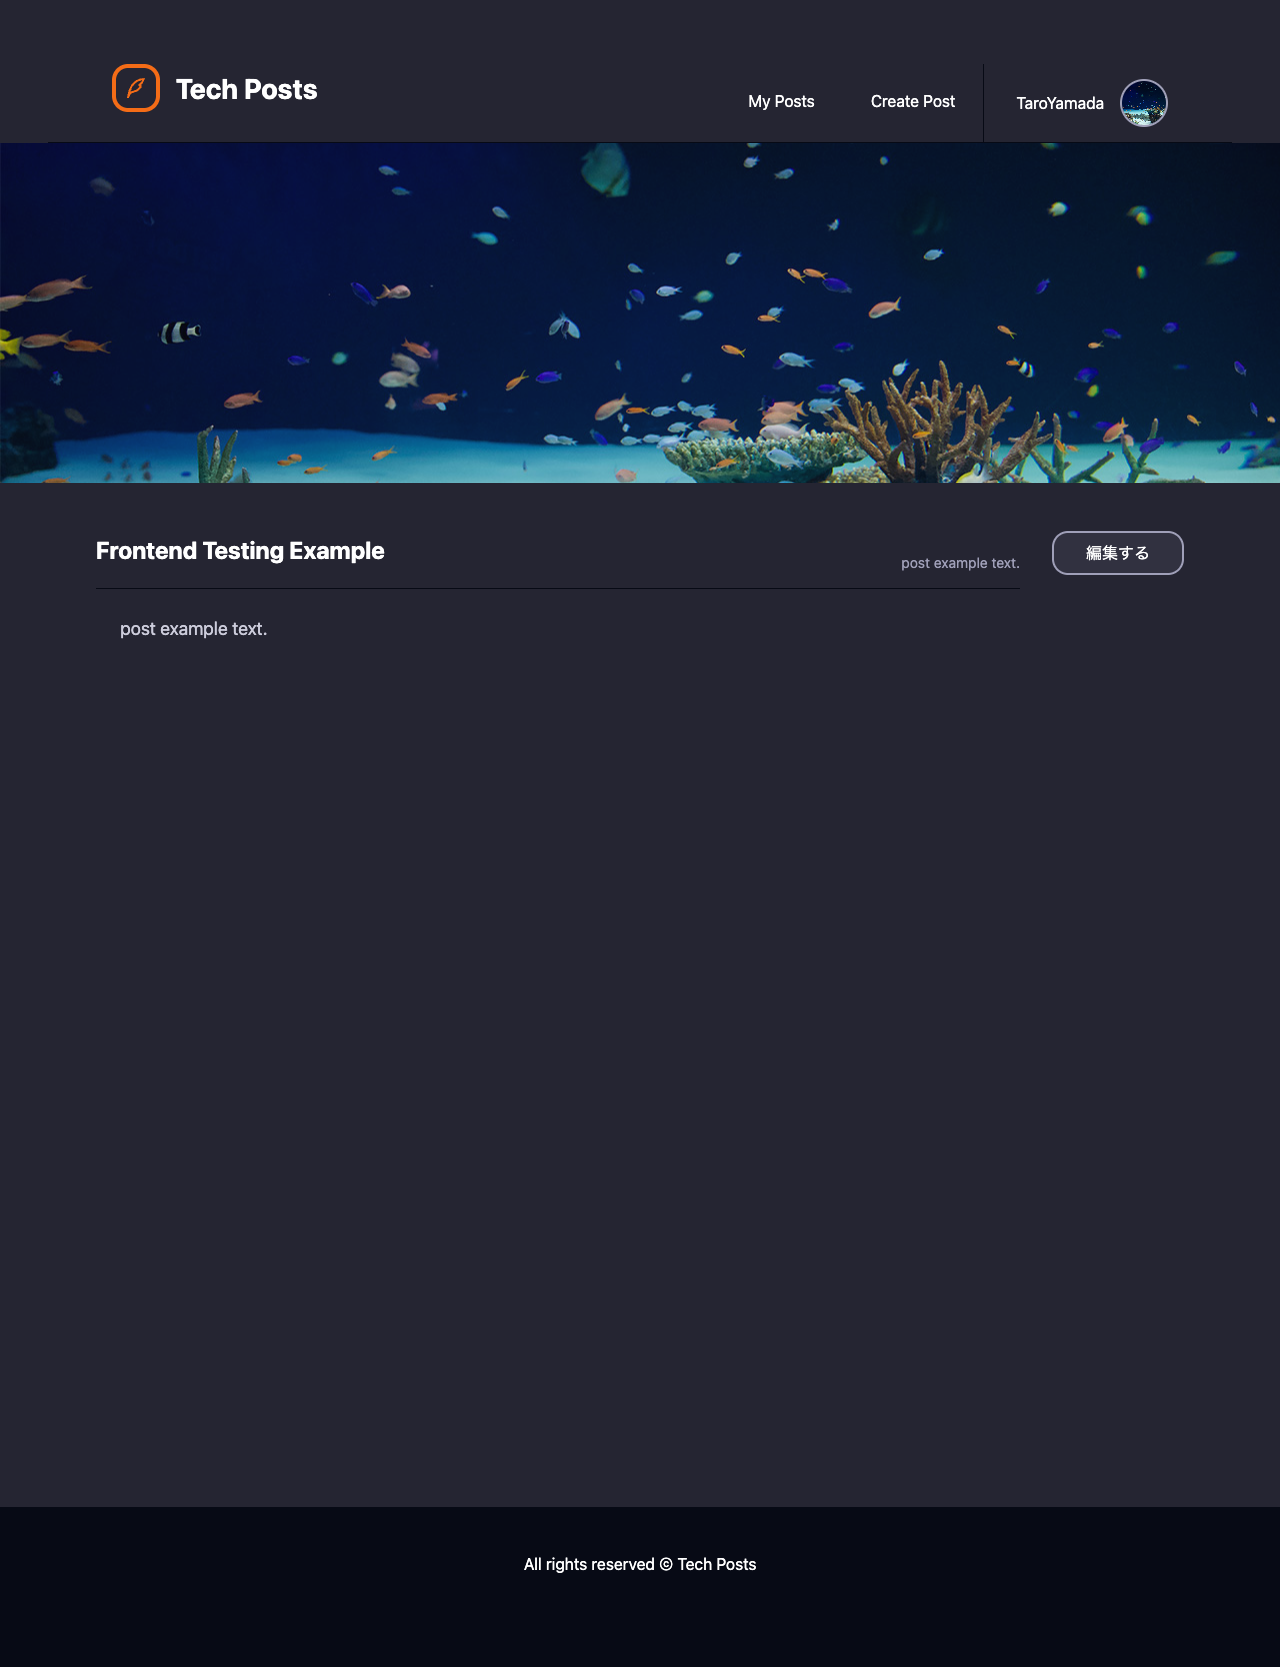 Tech Posts
My Posts
Create Post
TaroYamada
Frontend Testing Example
post example text.
編集する
post example text.
All rights reserved © Tech Posts